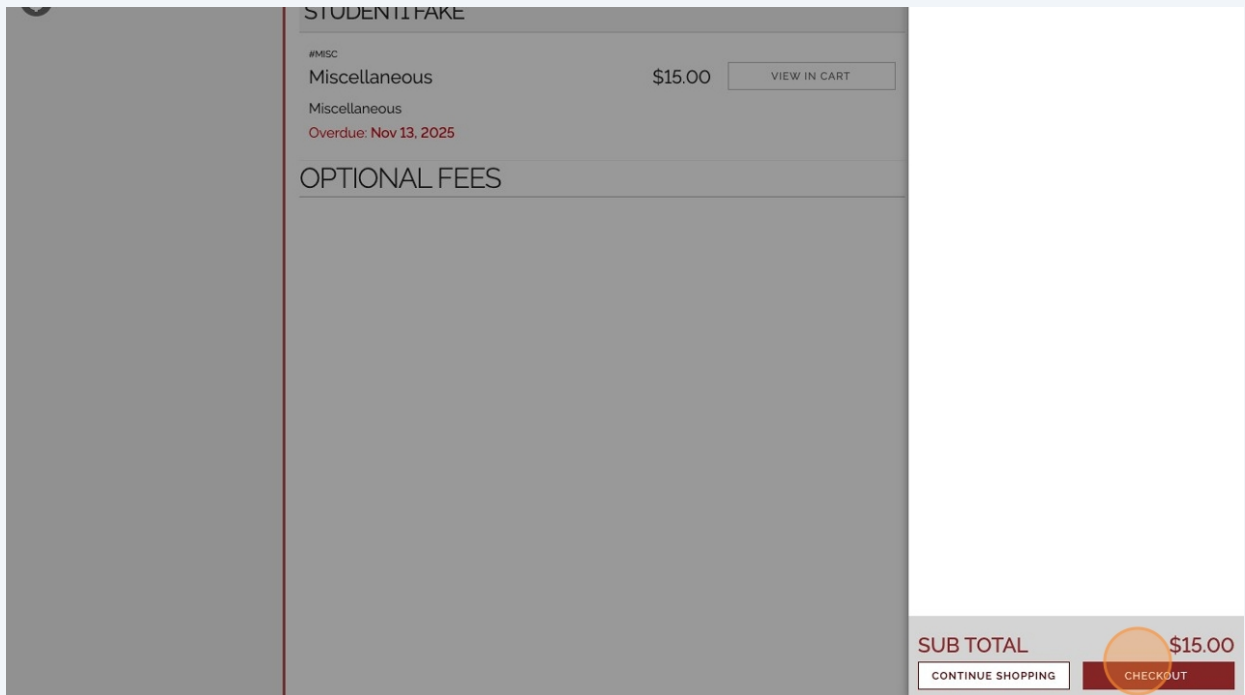 STUDENT1 FAKE
#MISC
Miscellaneous
$15.00
VIEW IN CART
Miscellaneous
Overdue: Nov 13, 2025
OPTIONAL FEES
SUB TOTAL
$15.00
CONTINUE SHOPPING
CHECKOUT